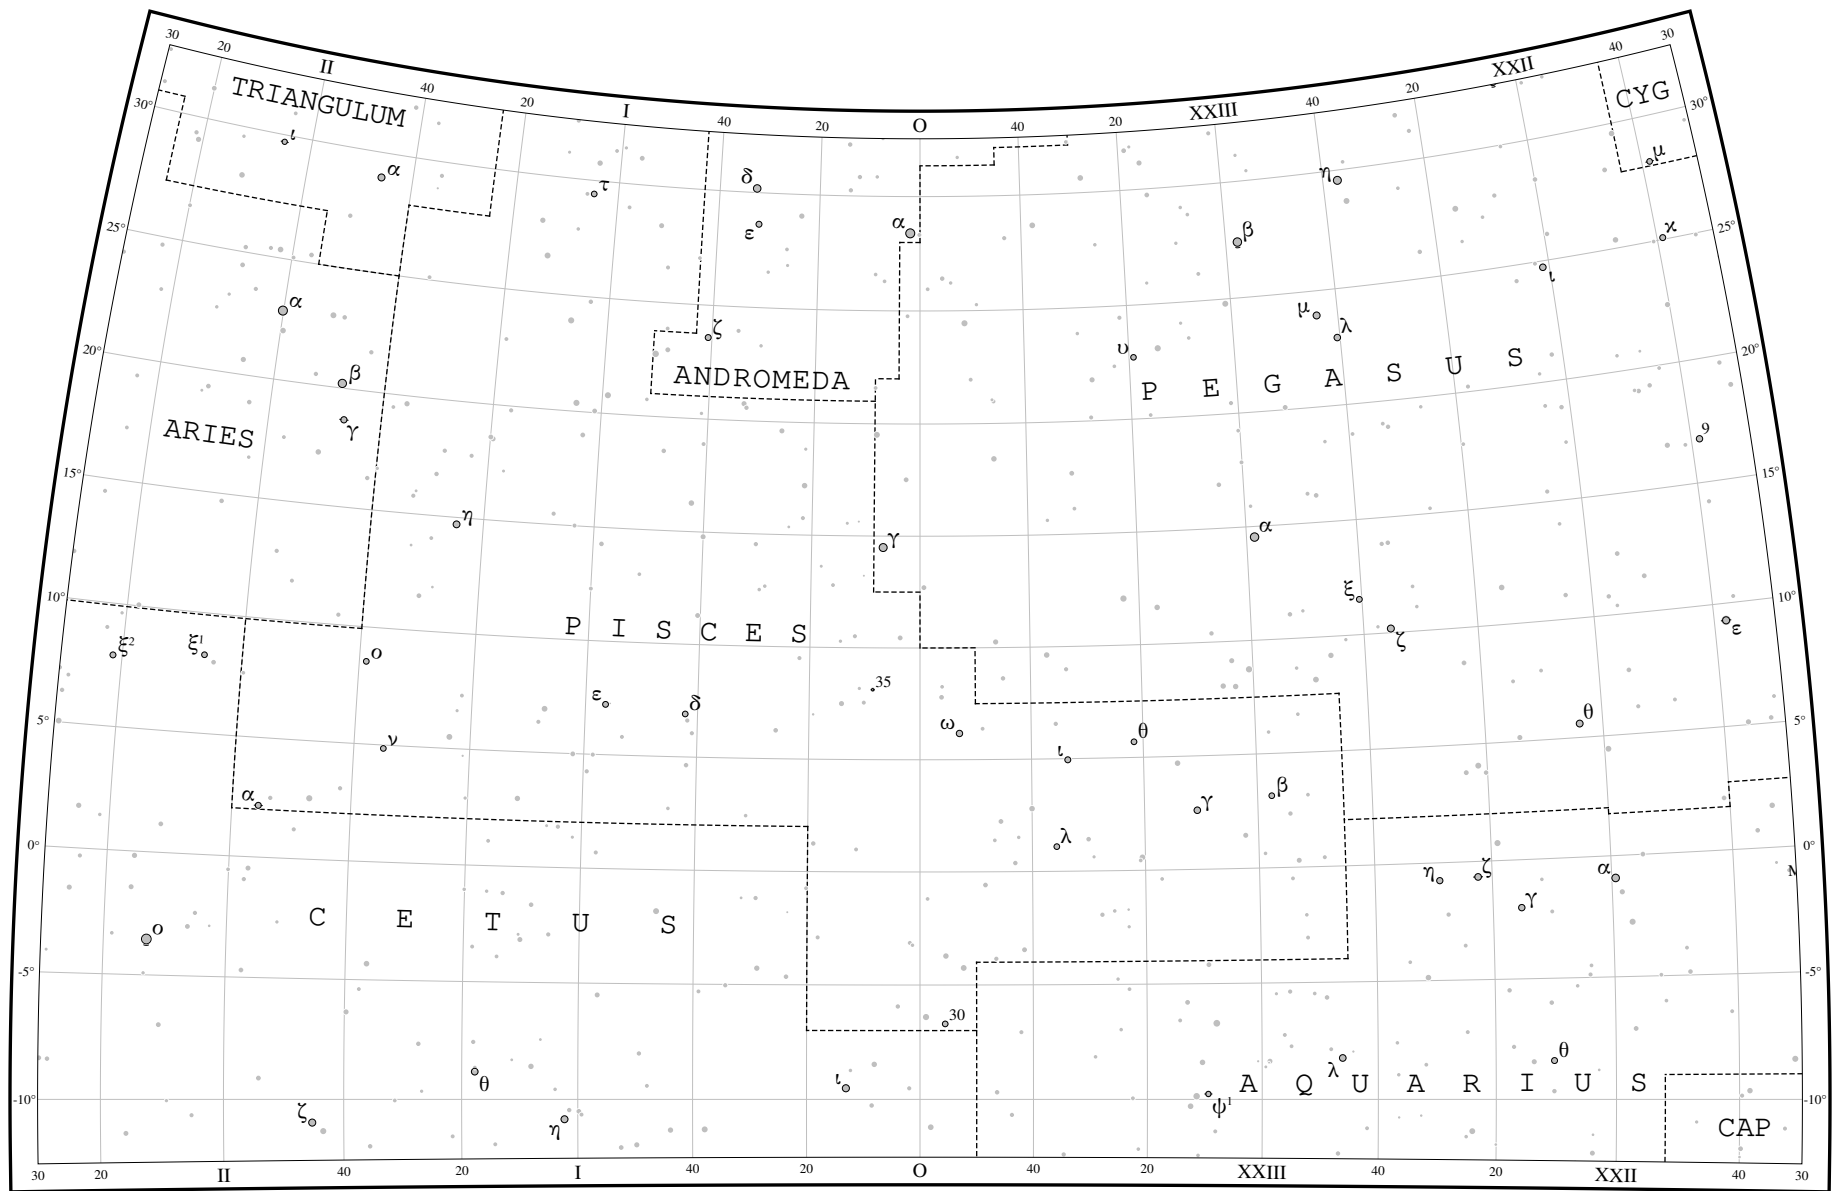 30 20 II 40 20 I 40 20 O 40 20 XXIII 40 20 XXII 40 30
TRIANGULUM
CYG
30° 30°
ι
μ
α
δ
τ
η
ε
α
β
25° 25°
ϰ
ι
α
μ
λ
ζ
υ
20° 20°
β
ANDROMEDA
P E G A S U S
γ
ARIES
9
15° 15°
η
γ
α
ξ
10° 10°
P I S C E S
ε
ζ
ξ² ξ¹
ο
35
ε
δ
θ
5° 5°
ω
θ
ν
ι
α
γ
β
0° 0°
λ
η
ζ
α
γ
C E T U S
ο
-5° -5°
30
θ
ι
λ
θ
A Q U A R I U S
-10° -10°
ψ¹
ζ
η
CAP
30 20 II 40 20 I 40 20 O 40 20 XXIII 40 20 XXII 40 30